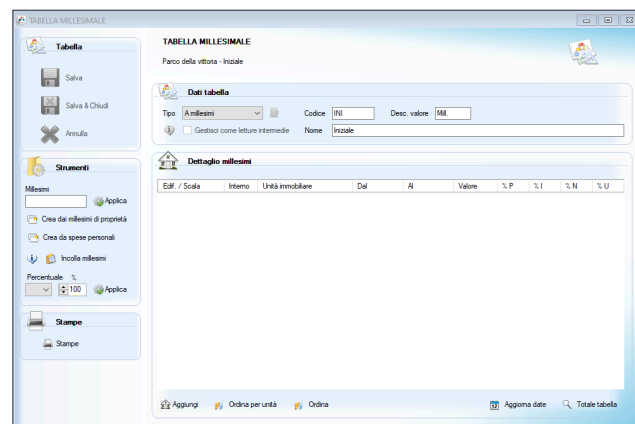 TABELLA MILLESIMALE
Tabella
Salva
Salva & Chiudi
Annulla
Strumenti
Millesimi
Applica
Crea dai millesimi di proprietà
Crea da spese personali
Incolla millesimi
Percentuale %
100 Applica
Stampe
Stampe
TABELLA MILLESIMALE
Parco della vittoria - Iniziale
Dati tabella
Tipo A millesimi Codice INI Desc. valore Mill.
Gestisci come letture intermedie Nome Iniziale
Dettaglio millesimi
Edif. / Scala Interno Unità immobiliare Dal Al Valore % P % I % N % U
Aggiungi Ordina per unità Ordina Aggiorna date Totale tabella